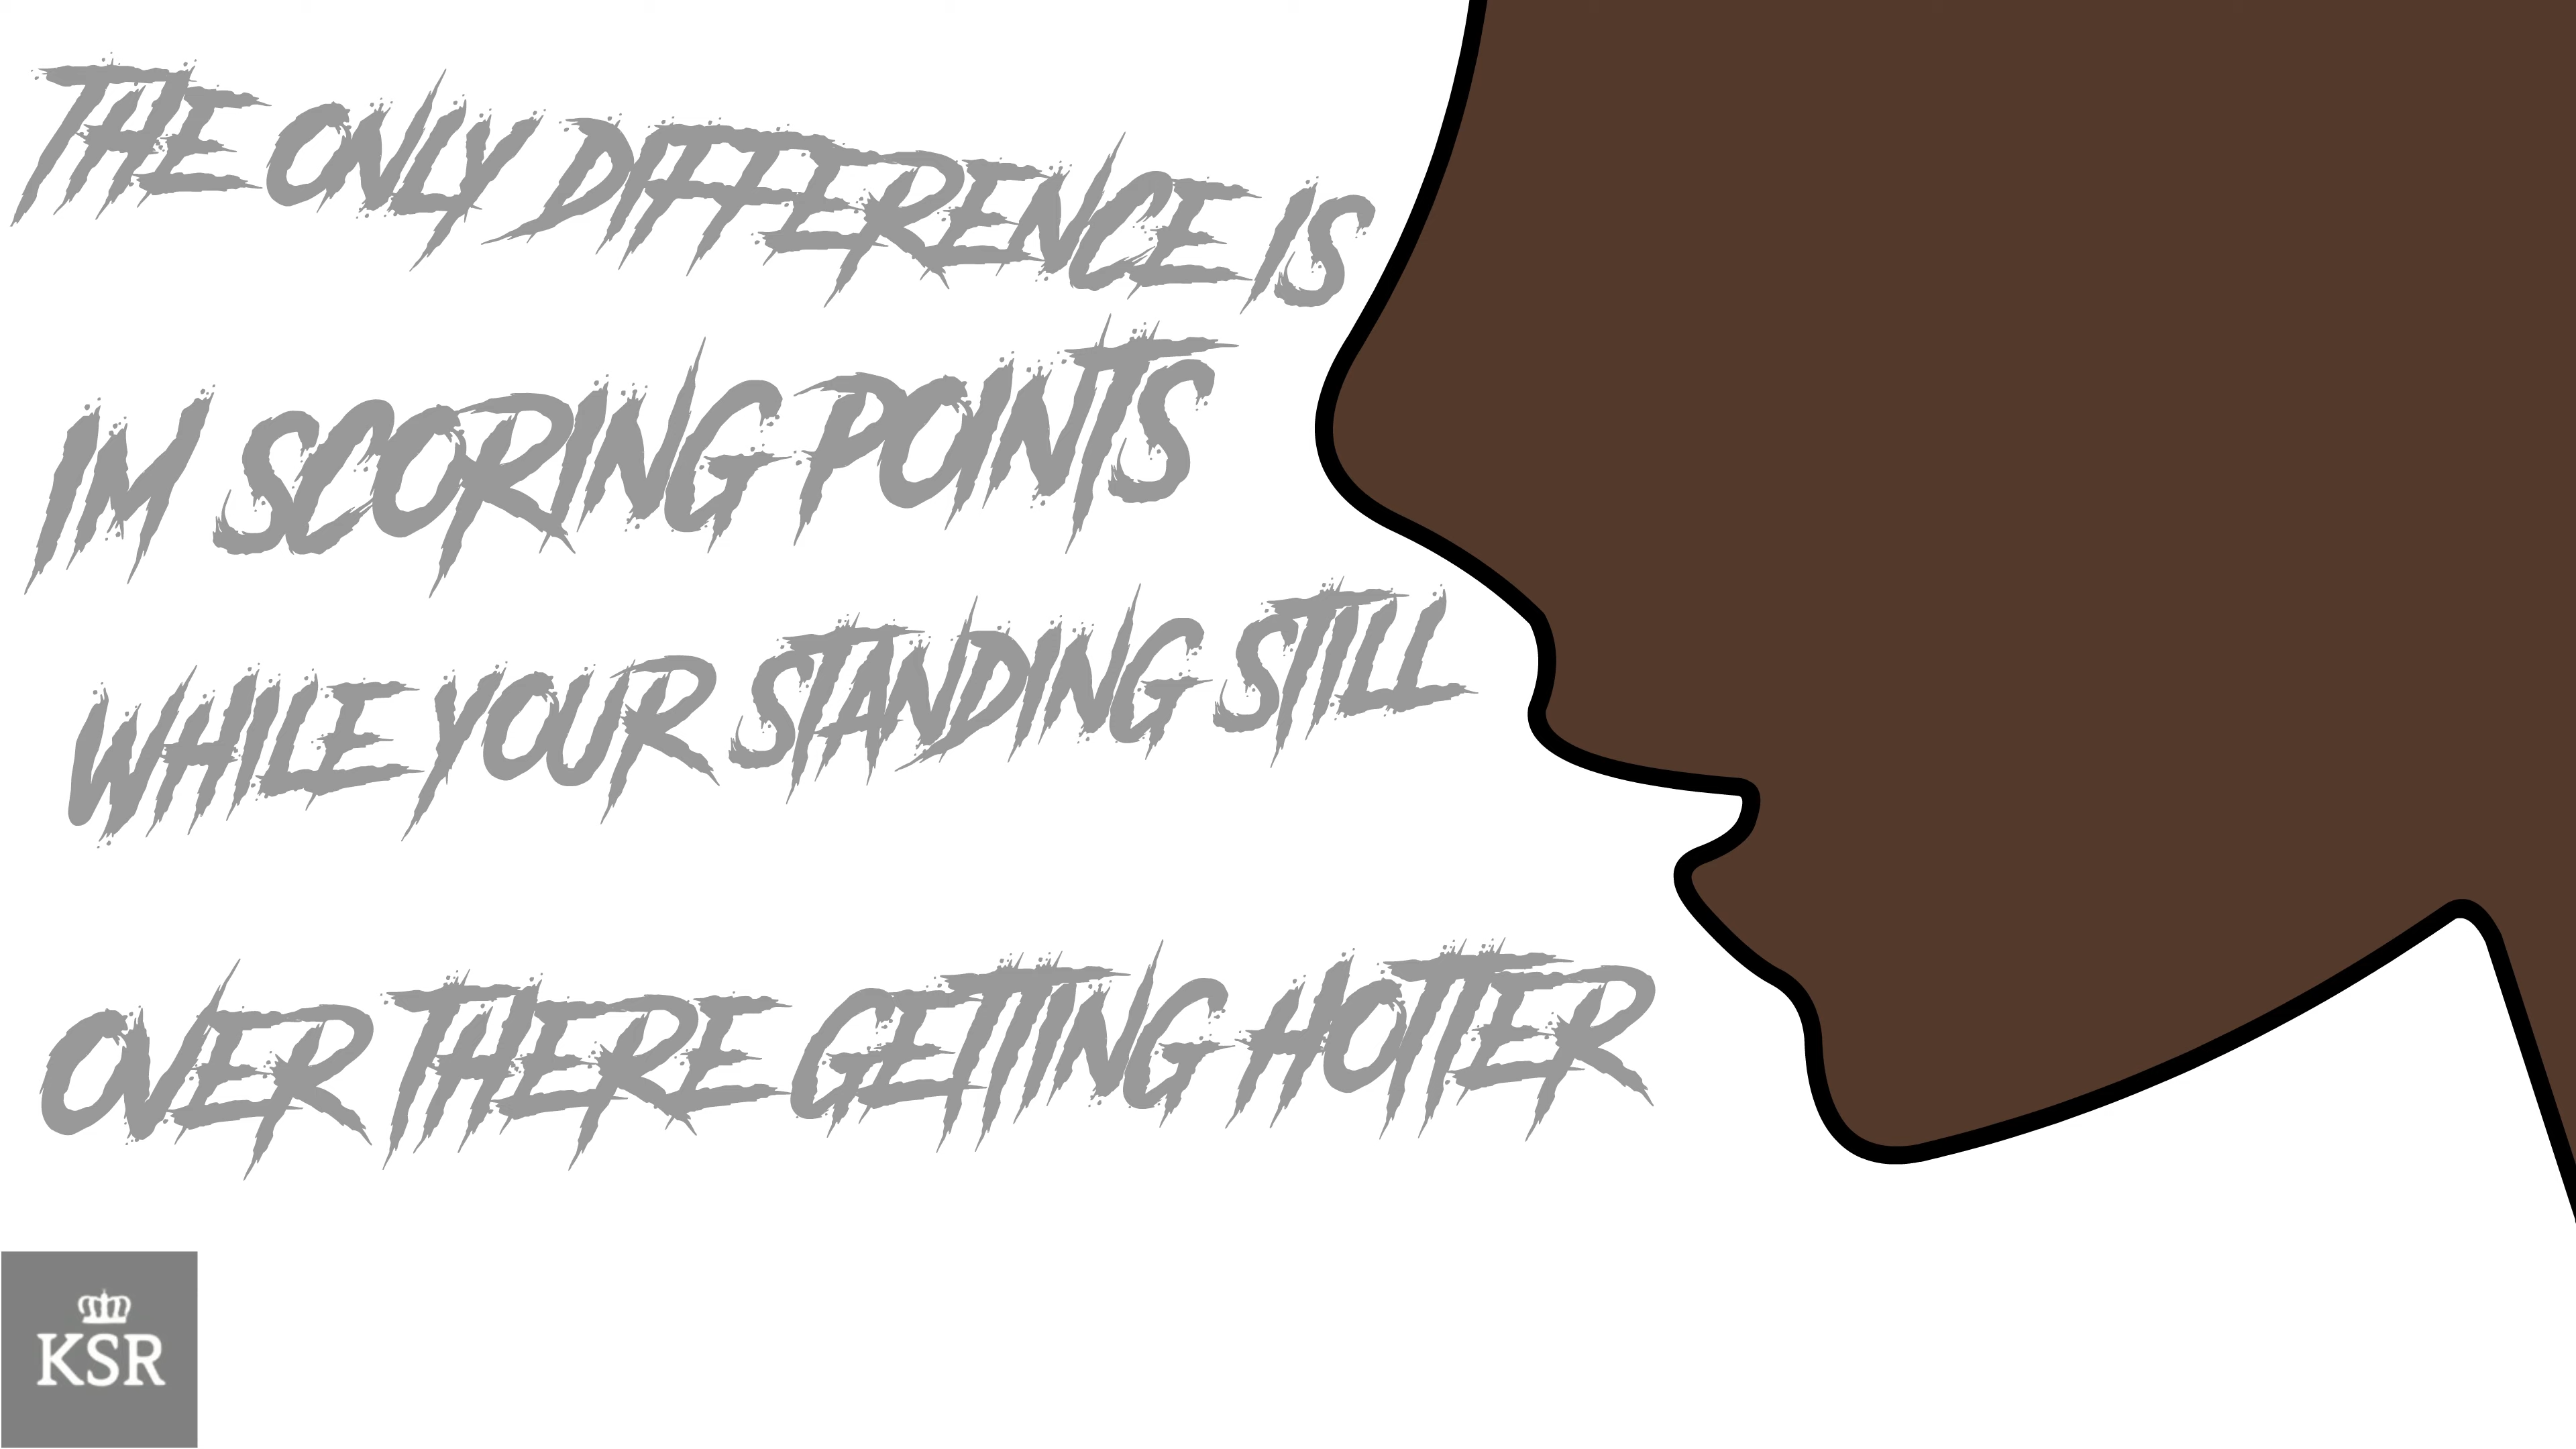 THE ONLY DIFFERENCE IS
IM SCORING POINTS
WHILE YOUR STANDING STILL
OVER THERE GETTING HOTTER
KSR